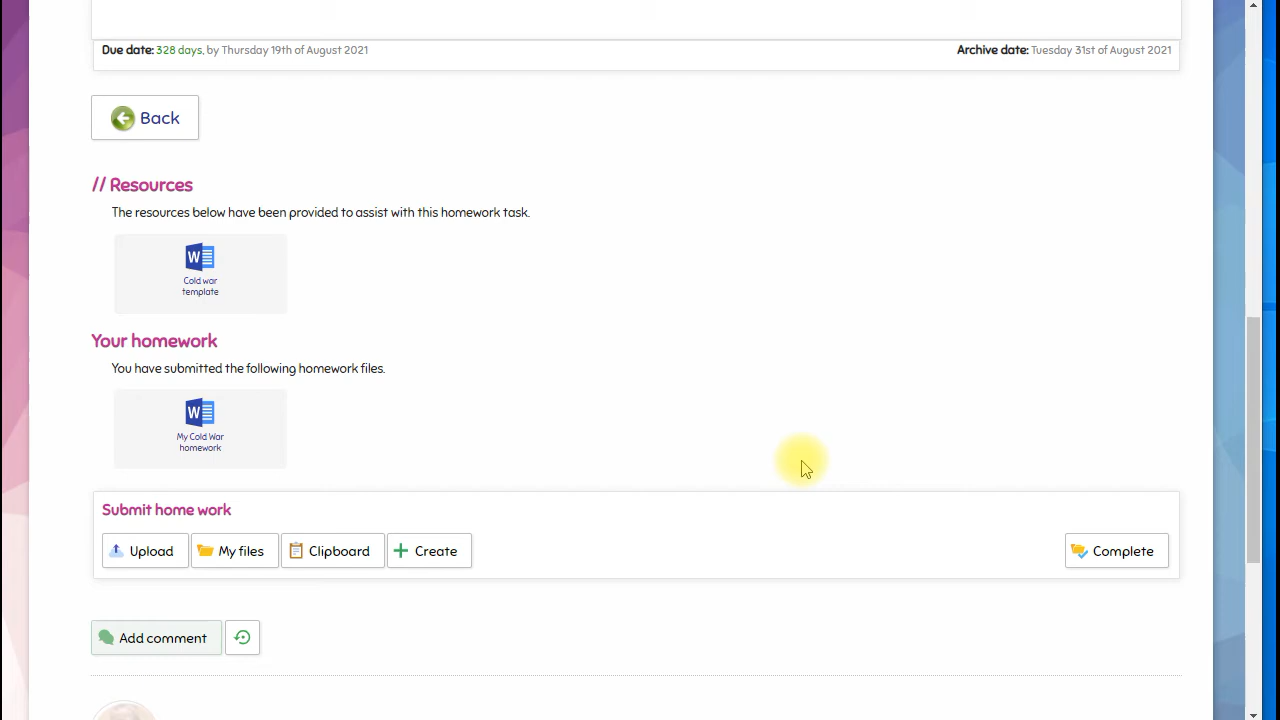 Due date: 328 days, by Thursday 19th of August 2021 Archive date: Tuesday 31st of August 2021
Back
// Resources
The resources below have been provided to assist with this homework task.
W
Cold war
template
Your homework
You have submitted the following homework files.
W
My Cold War
homework
Submit home work
Upload My files Clipboard Create Complete
Add comment